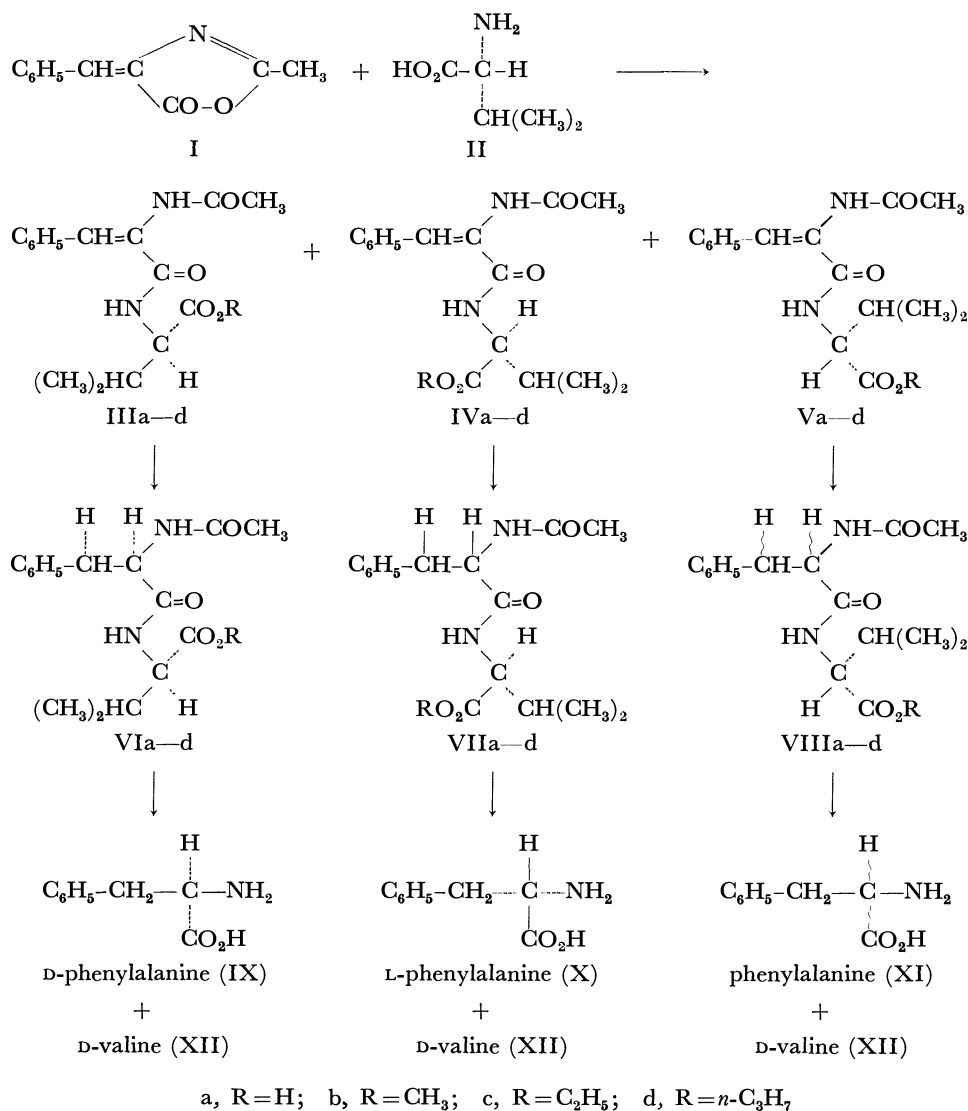 NH₂
N
C₆H₅-CH=C C-CH₃ + HO₂C-C-H
CO-O CH(CH₃)₂
I II
NH-COCH₃ NH-COCH₃ NH-COCH₃
C₆H₅-CH=C + C₆H₅-CH=C + C₆H₅-CH=C
C=O C=O C=O
HN CO₂R HN H HN CH(CH₃)₂
C C C
(CH₃)₂HC H RO₂C CH(CH₃)₂ H CO₂R
IIIa—d IVa—d Va—d
H H H H H H
NH-COCH₃ NH-COCH₃ NH-COCH₃
C₆H₅-CH-C C₆H₅-CH-C C₆H₅-CH-C
C=O C=O C=O
HN CO₂R HN H HN CH(CH₃)₂
C C C
(CH₃)₂HC H RO₂C CH(CH₃)₂ H CO₂R
VIa—d VIIa—d VIIIa—d
H H H
C₆H₅-CH₂-C-NH₂ C₆H₅-CH₂-C-NH₂ C₆H₅-CH₂-C-NH₂
CO₂H CO₂H CO₂H
D-phenylalanine (IX) L-phenylalanine (X) phenylalanine (XI)
+ + +
D-valine (XII) D-valine (XII) D-valine (XII)
a, R=H; b, R=CH₃; c, R=C₂H₅; d, R=n-C₃H₇